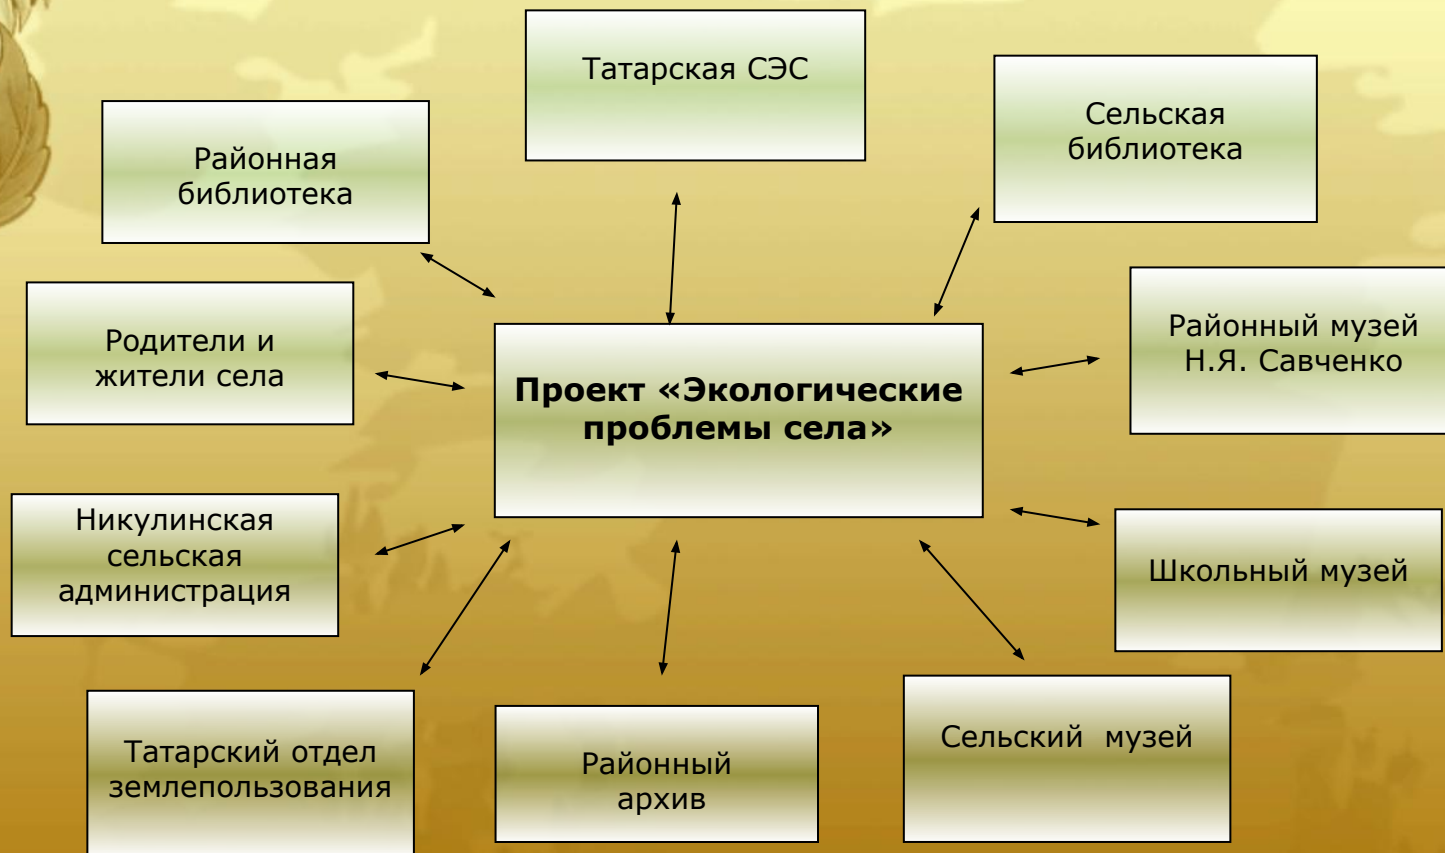 Татарская СЭС
Сельская
библиотека
Районная
библиотека
Родители и
жители села
Районный музей
Н.Я. Савченко
Проект «Экологические
проблемы села»
Никулинская
сельская
администрация
Школьный музей
Татарский отдел
землепользования
Районный
архив
Сельский музей